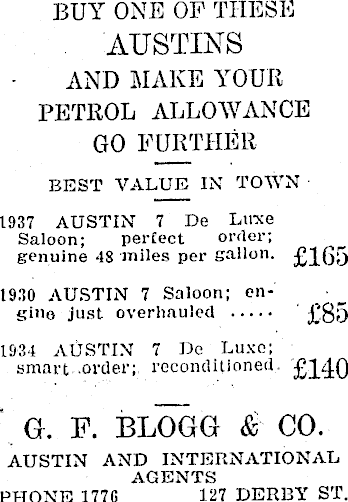 BUY ONE OF THESE
AUSTINS
AND MAKE YOUR
PETROL ALLOWANCE
GO FURTHER
BEST VALUE IN TOWN
1937 AUSTIN 7 De Luxe
Saloon; perfect order;
genuine 48 miles per gallon. £165
1930 AUSTIN 7 Saloon; en-
gine just overhauled ..... £85
1934 AUSTIN 7 De Luxe;
smart order; reconditioned. £140
G. F. BLOGG & CO.
AUSTIN AND INTERNATIONAL
AGENTS
PHONE 1776 127 DERBY ST.